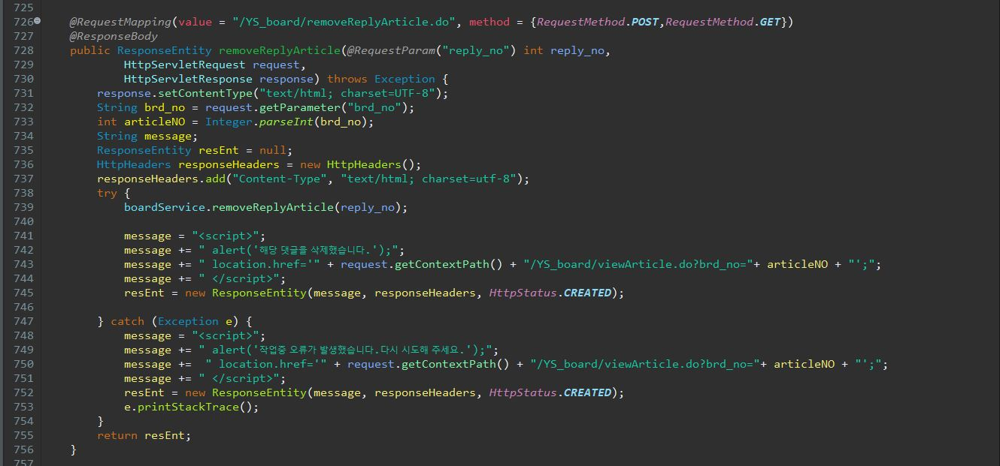 725
726 @RequestMapping(value = "/YS_board/removeReplyArticle.do", method = {RequestMethod.POST,RequestMethod.GET})
727 @ResponseBody
728 public ResponseEntity removeReplyArticle(@RequestParam("reply_no") int reply_no,
729 HttpServletRequest request,
730 HttpServletResponse response) throws Exception {
731 response.setContentType("text/html; charset=UTF-8");
732 String brd_no = request.getParameter("brd_no");
733 int articleNO = Integer.parseInt(brd_no);
734 String message;
735 ResponseEntity resEnt = null;
736 HttpHeaders responseHeaders = new HttpHeaders();
737 responseHeaders.add("Content-Type", "text/html; charset=utf-8");
738 try {
739 boardService.removeReplyArticle(reply_no);
740
741 message = "<script>";
742 message += " alert('해당 댓글을 삭제했습니다.');";
743 message += " location.href='" + request.getContextPath() + "/YS_board/viewArticle.do?brd_no="+ articleNO + "';";
744 message += " </script>";
745 resEnt = new ResponseEntity(message, responseHeaders, HttpStatus.CREATED);
746
747 } catch (Exception e) {
748 message = "<script>";
749 message += " alert('작업중 오류가 발생했습니다.다시 시도해 주세요.');";
750 message +=  " location.href='" + request.getContextPath() + "/YS_board/viewArticle.do?brd_no="+ articleNO + "';";
751 message += " </script>";
752 resEnt = new ResponseEntity(message, responseHeaders, HttpStatus.CREATED);
753 e.printStackTrace();
754 }
755 return resEnt;
756 }
757